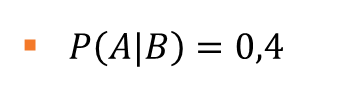 ▪ P(A|B) = 0,4